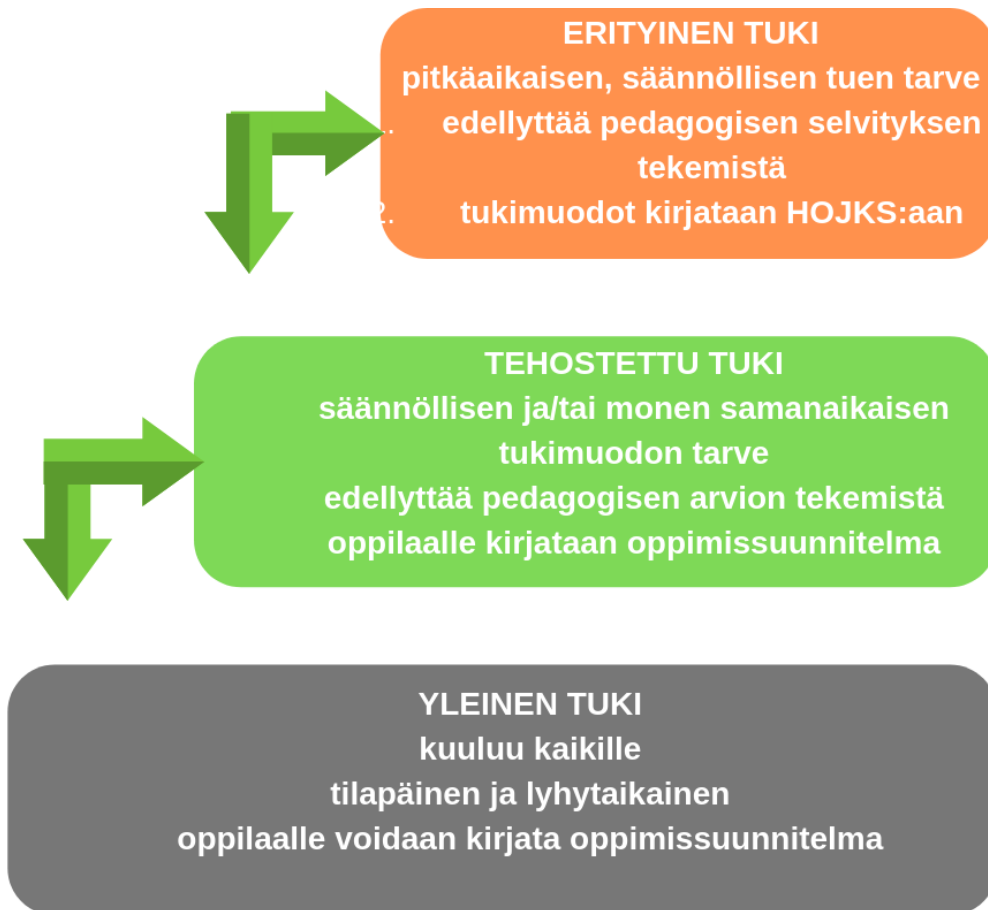 ERITYINEN TUKI
pitkäaikaisen, säännöllisen tuen tarve
edellyttää pedagogisen selvityksen
tekemistä
2. tukimuodot kirjataan HOJKS:aan
TEHOSTETTU TUKI
säännöllisen ja/tai monen samanaikaisen
tukimuodon tarve
edellyttää pedagogisen arvion tekemistä
oppilaalle kirjataan oppimissuunnitelma
YLEINEN TUKI
kuuluu kaikille
tilapäinen ja lyhytaikainen
oppilaalle voidaan kirjata oppimissuunnitelma